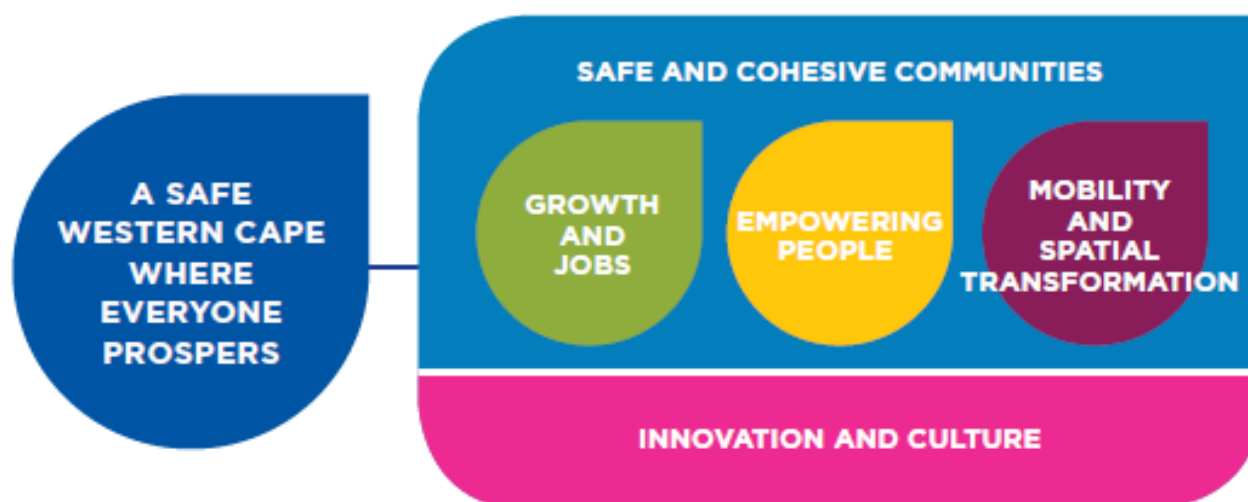 A SAFE
WESTERN CAPE
WHERE
EVERYONE
PROSPERS
SAFE AND COHESIVE COMMUNITIES
GROWTH
AND
JOBS
EMPOWERING
PEOPLE
MOBILITY
AND
SPATIAL
TRANSFORMATION
INNOVATION AND CULTURE